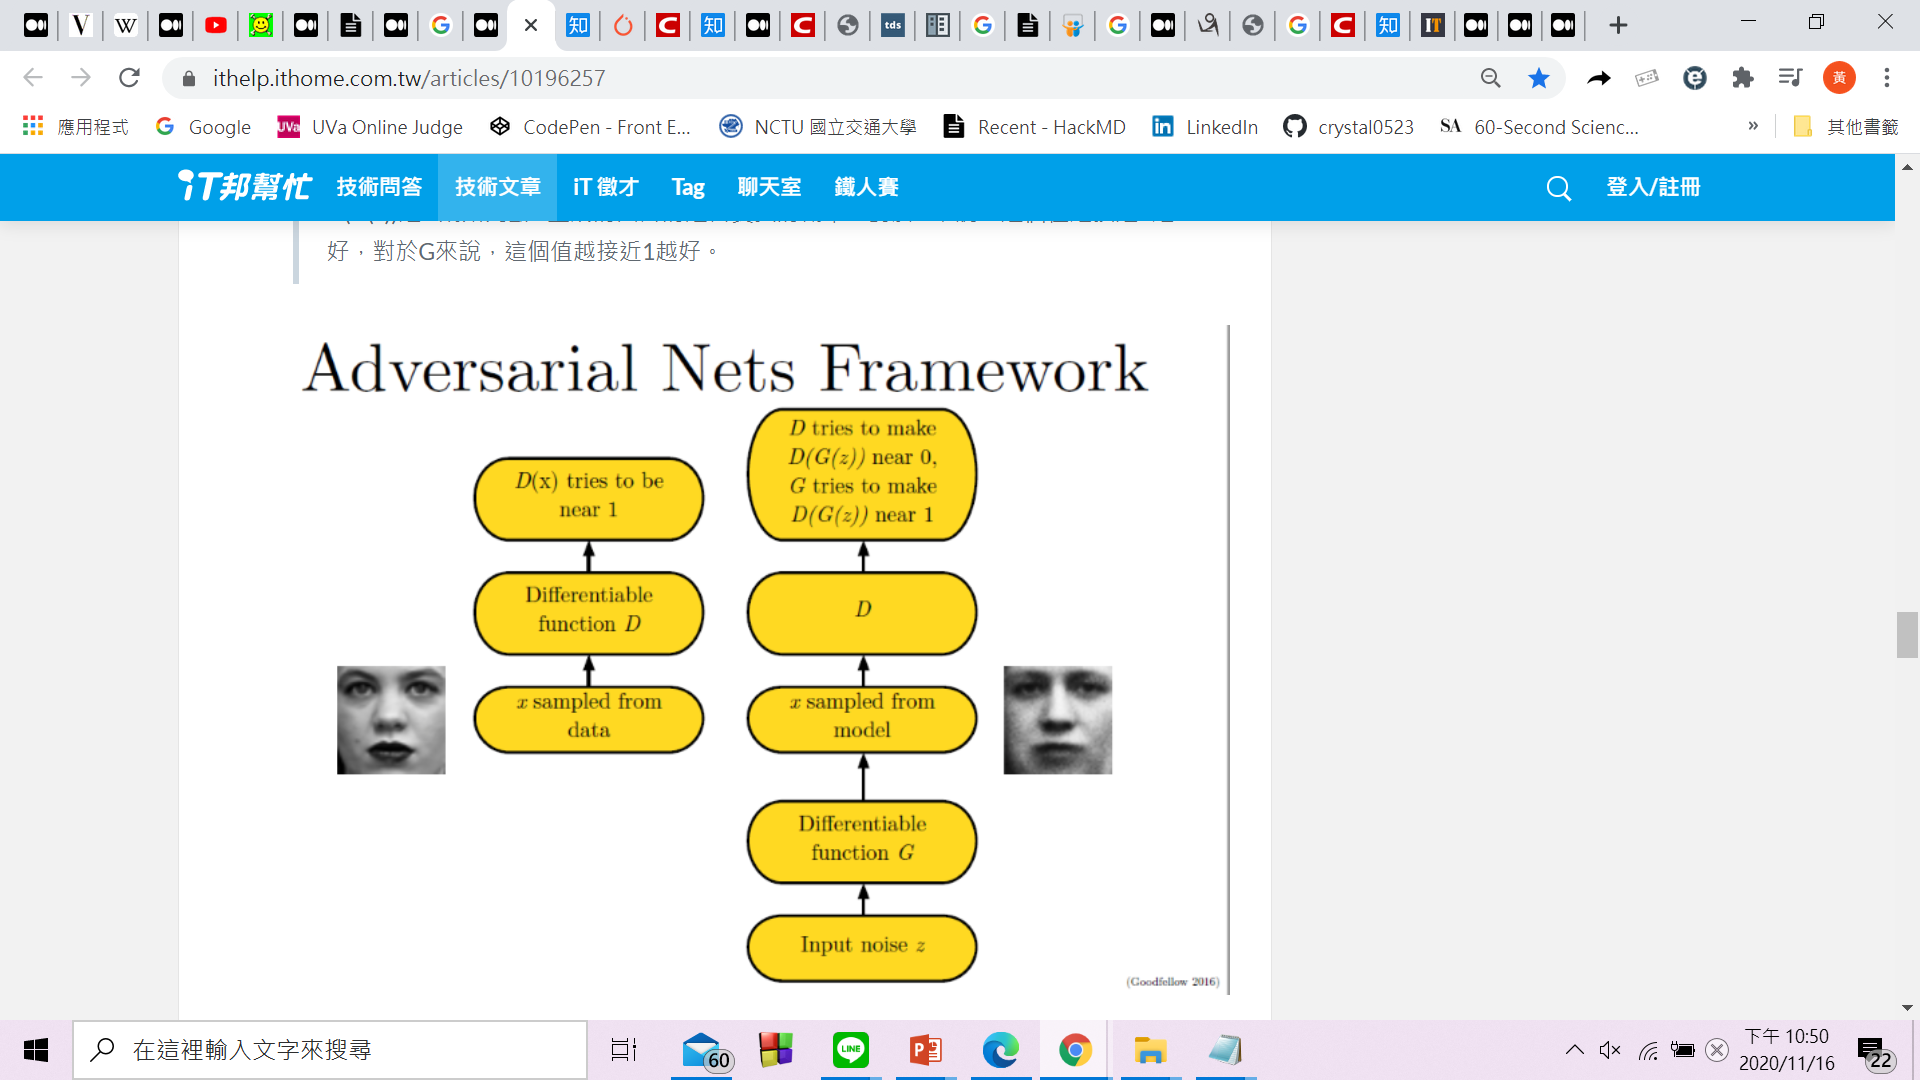 ithelp.ithome.com.tw/articles/10196257
黃
應用程式
Google
UVa
UVa Online Judge
CodePen - Front E...
NCTU 國立交通大學
Recent - HackMD
LinkedIn
crystal0523
SA
60-Second Scienc...
»
其他書籤
iT邦幫忙
技術問答
技術文章
iT 徵才
Tag
聊天室
鐵人賽
登入/註冊
好，對於G來說，這個值越接近1越好。
Adversarial Nets Framework
D(x) tries to be
near 1
D tries to make
D(G(z)) near 0,
G tries to make
D(G(z)) near 1
Differentiable
function D
D
x sampled from
data
x sampled from
model
Differentiable
function G
Input noise z
(Goodfellow 2016)
在這裡輸入文字來搜尋
60
LINE
下午 10:50
2020/11/16
22